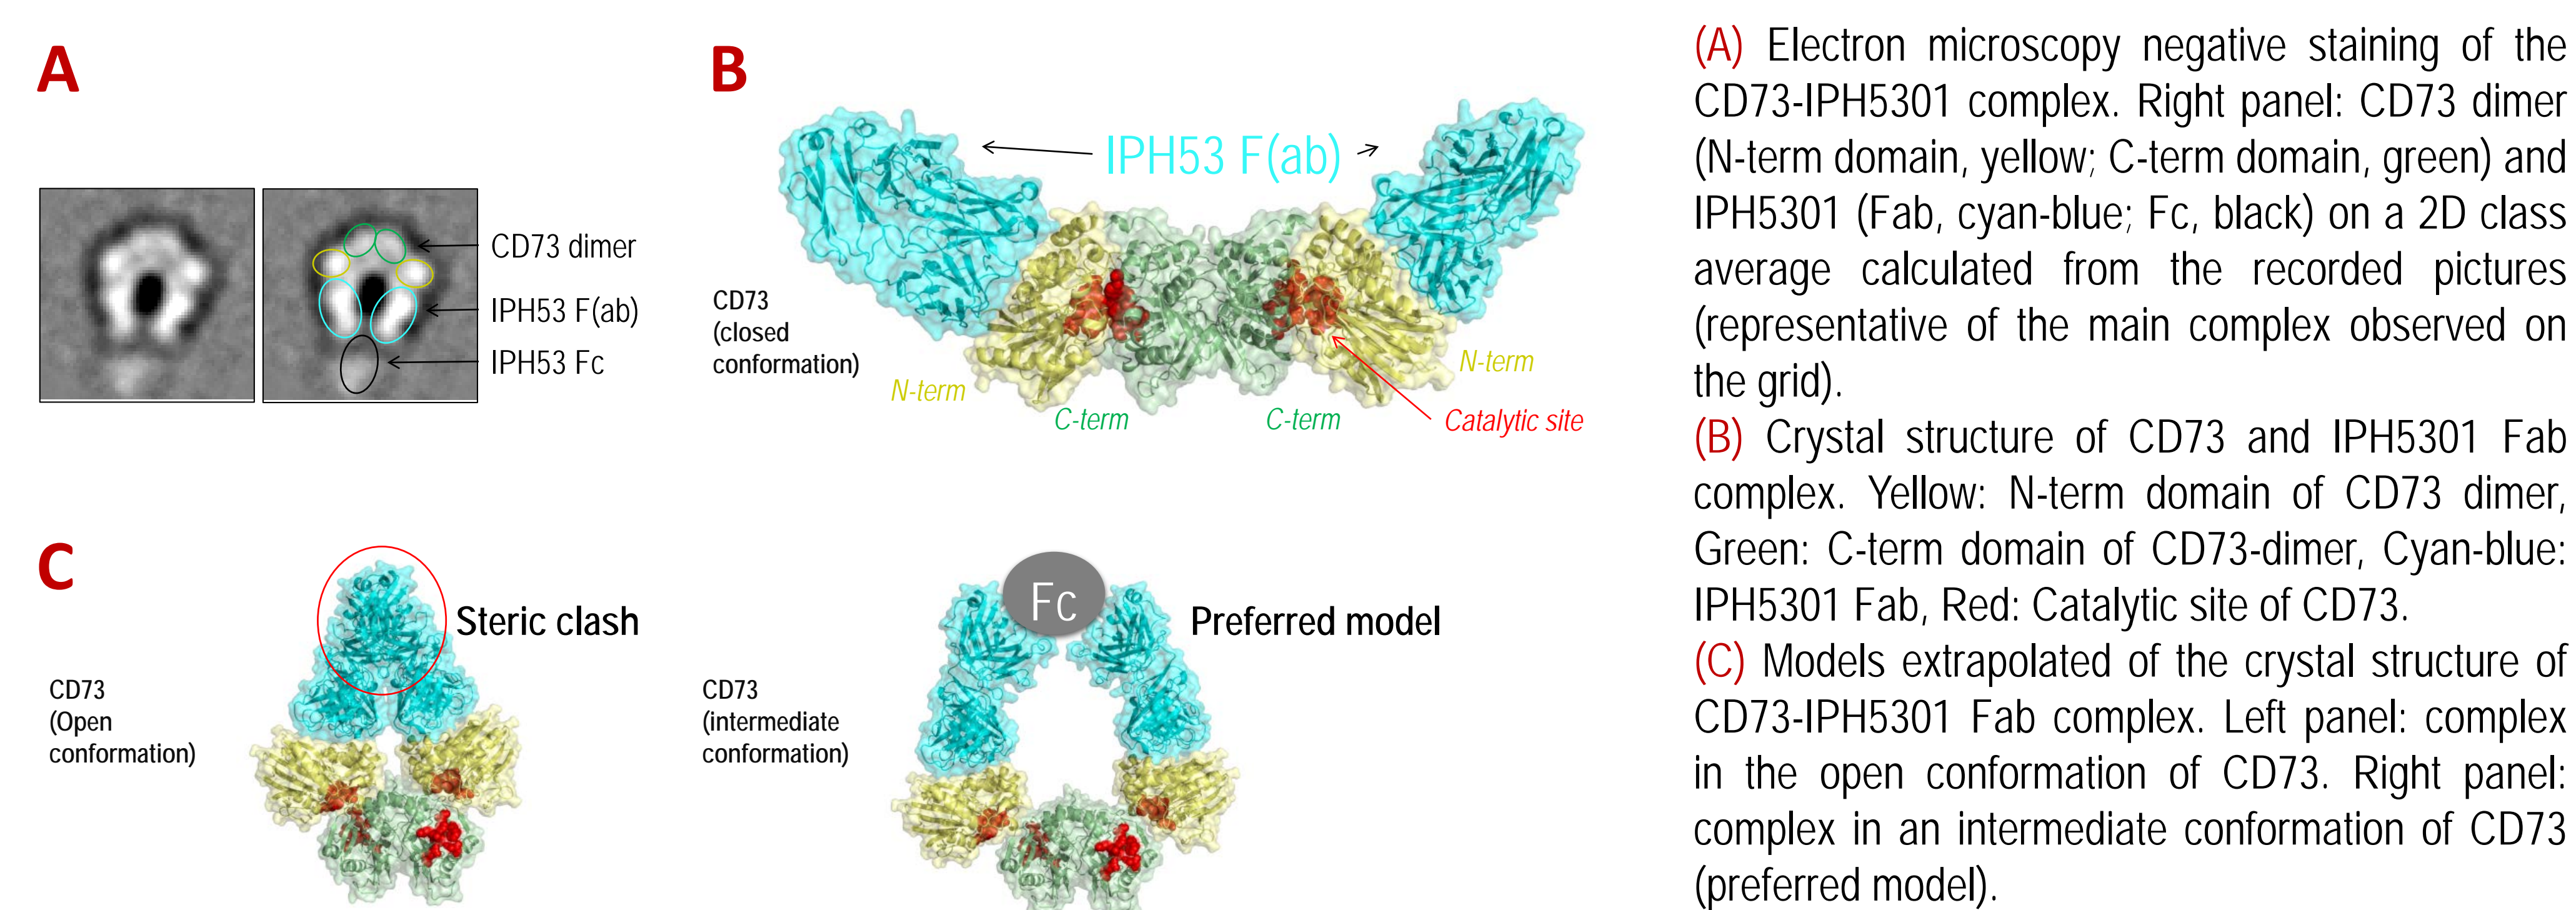 A
CD73 dimer
IPH53 F(ab)
IPH53 Fc
B
IPH53 F(ab)
CD73
(closed
conformation)
N-term
C-term
C-term
N-term
Catalytic site
C
Steric clash
CD73
(Open
conformation)
Fc
Preferred model
CD73
(intermediate
conformation)
(A) Electron microscopy negative staining of the
CD73-IPH5301 complex. Right panel: CD73 dimer
(N-term domain, yellow; C-term domain, green) and
IPH5301 (Fab, cyan-blue; Fc, black) on a 2D class
average calculated from the recorded pictures
(representative of the main complex observed on
the grid).
(B) Crystal structure of CD73 and IPH5301 Fab
complex. Yellow: N-term domain of CD73 dimer,
Green: C-term domain of CD73-dimer, Cyan-blue:
IPH5301 Fab, Red: Catalytic site of CD73.
(C) Models extrapolated of the crystal structure of
CD73-IPH5301 Fab complex. Left panel: complex
in the open conformation of CD73. Right panel:
complex in an intermediate conformation of CD73
(preferred model).